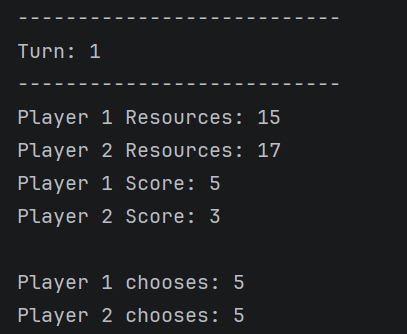 ---------------------------
Turn: 1
---------------------------
Player 1 Resources: 15
Player 2 Resources: 17
Player 1 Score: 5
Player 2 Score: 3
Player 1 chooses: 5
Player 2 chooses: 5